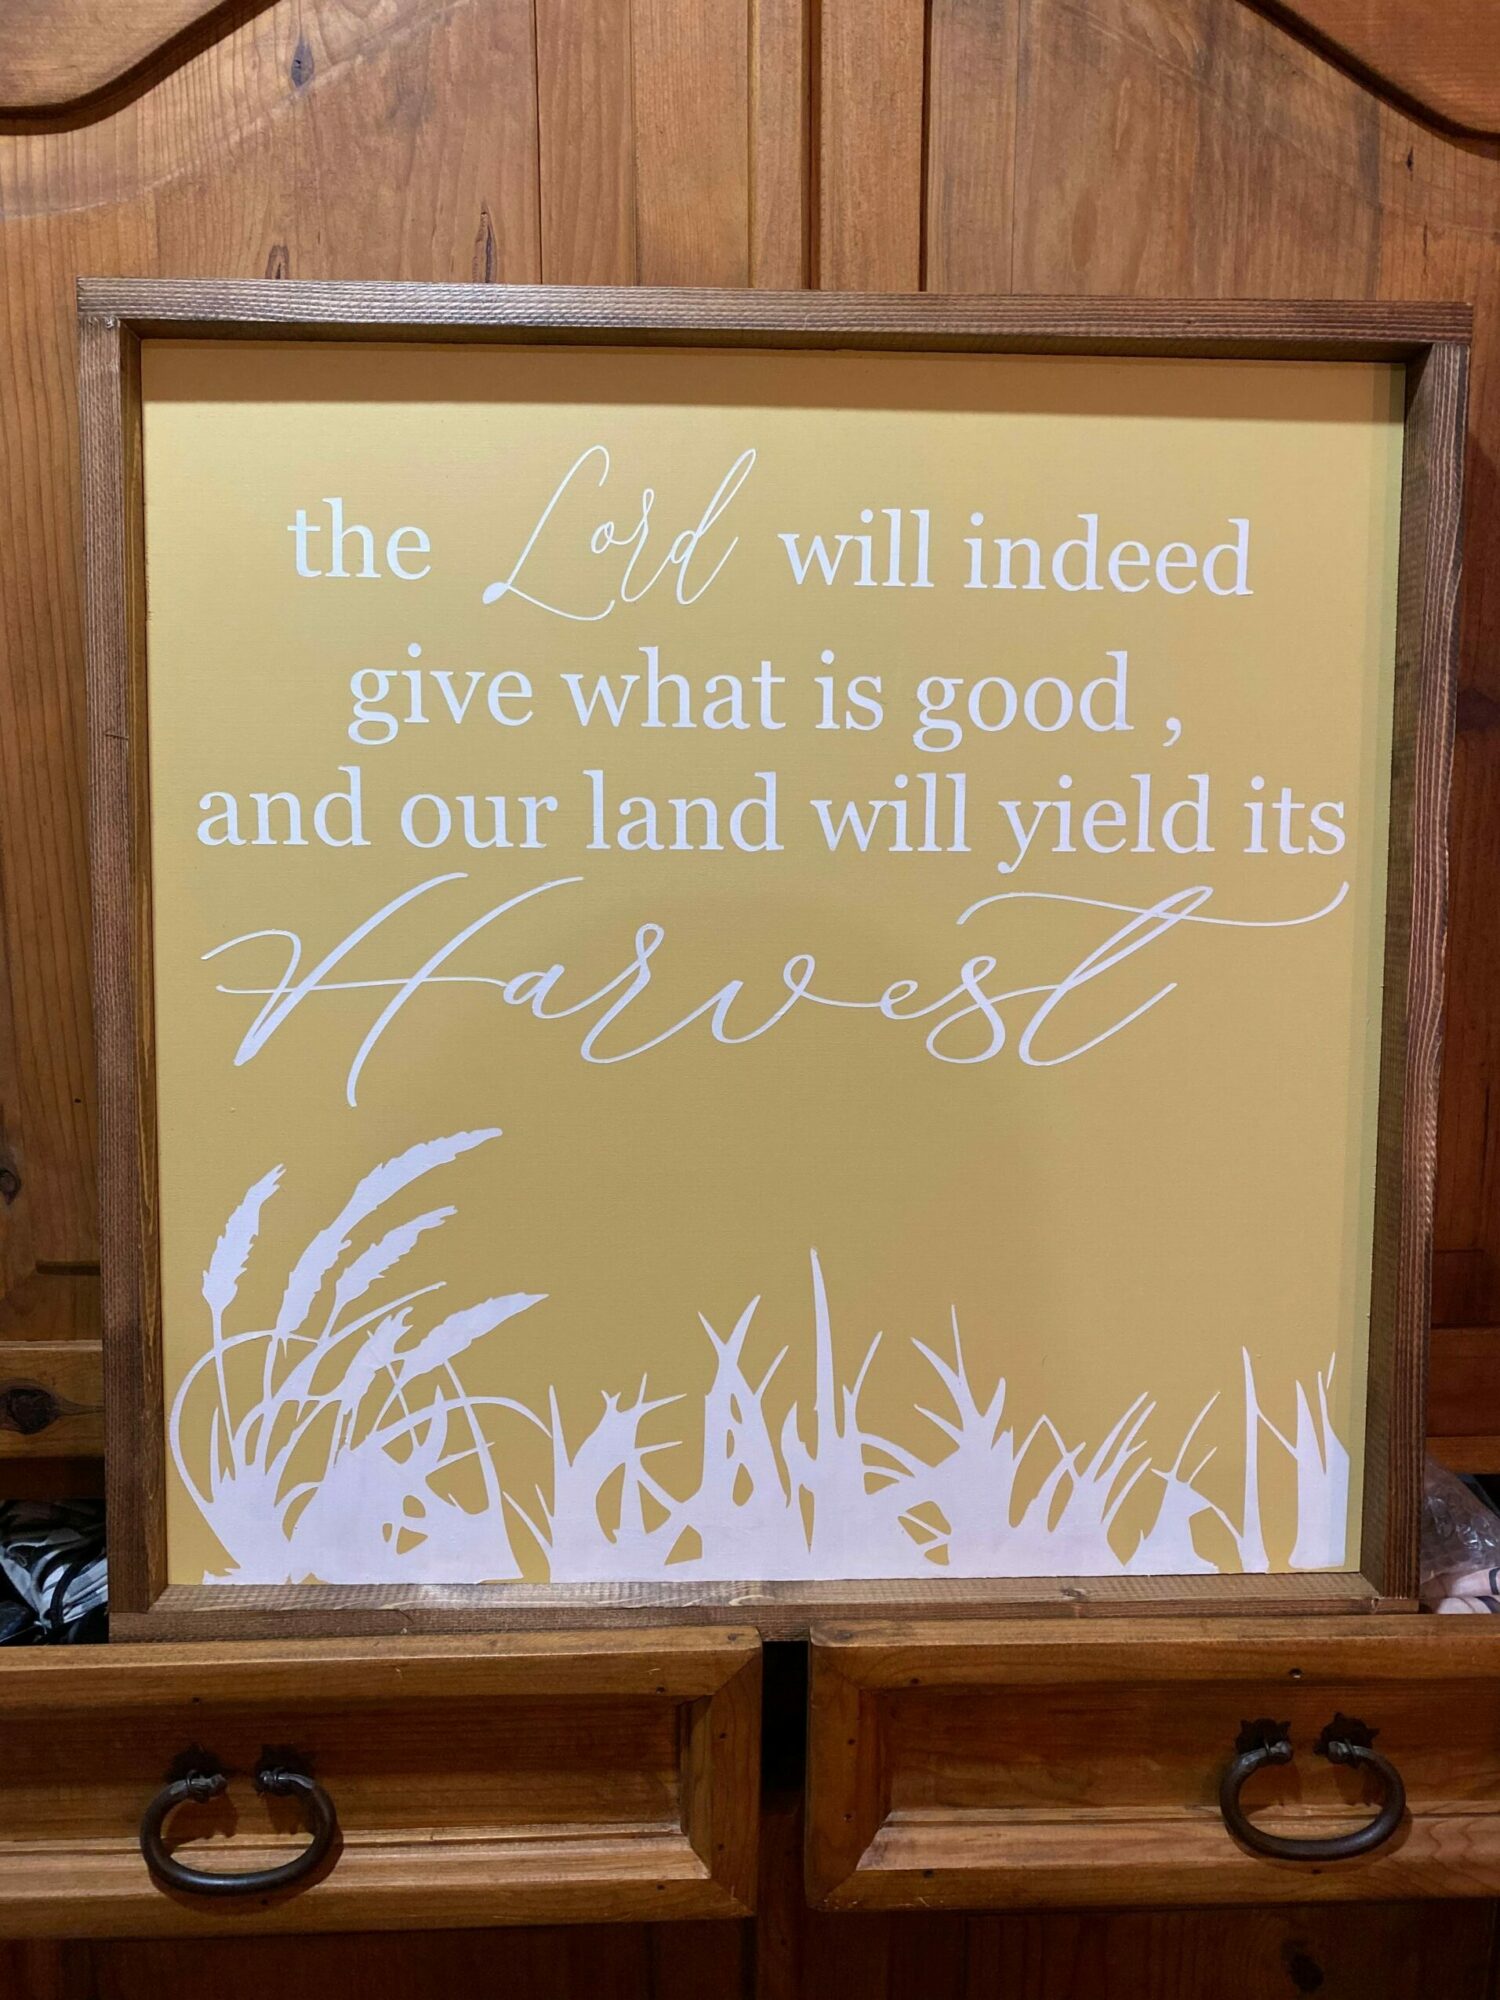 the Lord will indeed
give what is good ,
and our land will yield its
Harvest